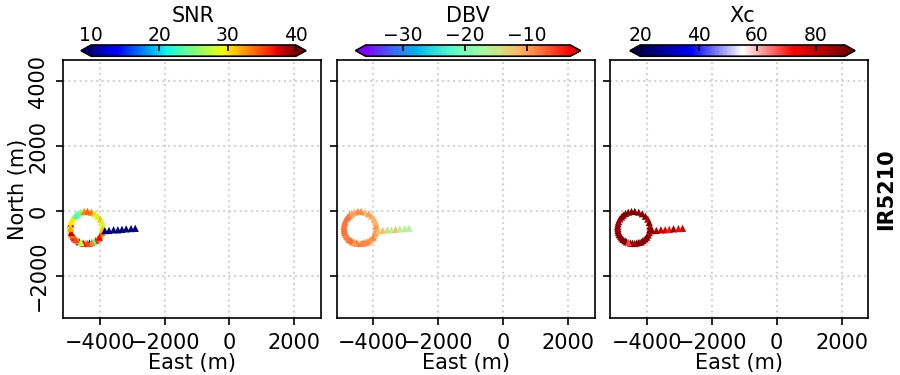 SNR DBV Xc
10 20 30 40 −30 −20 −10 20 40 60 80
4000
2000
0
−2000
North (m)
−4000 −2000 0 2000 −4000 −2000 0 2000 −4000 −2000 0 2000
East (m) East (m) East (m)
IR5210